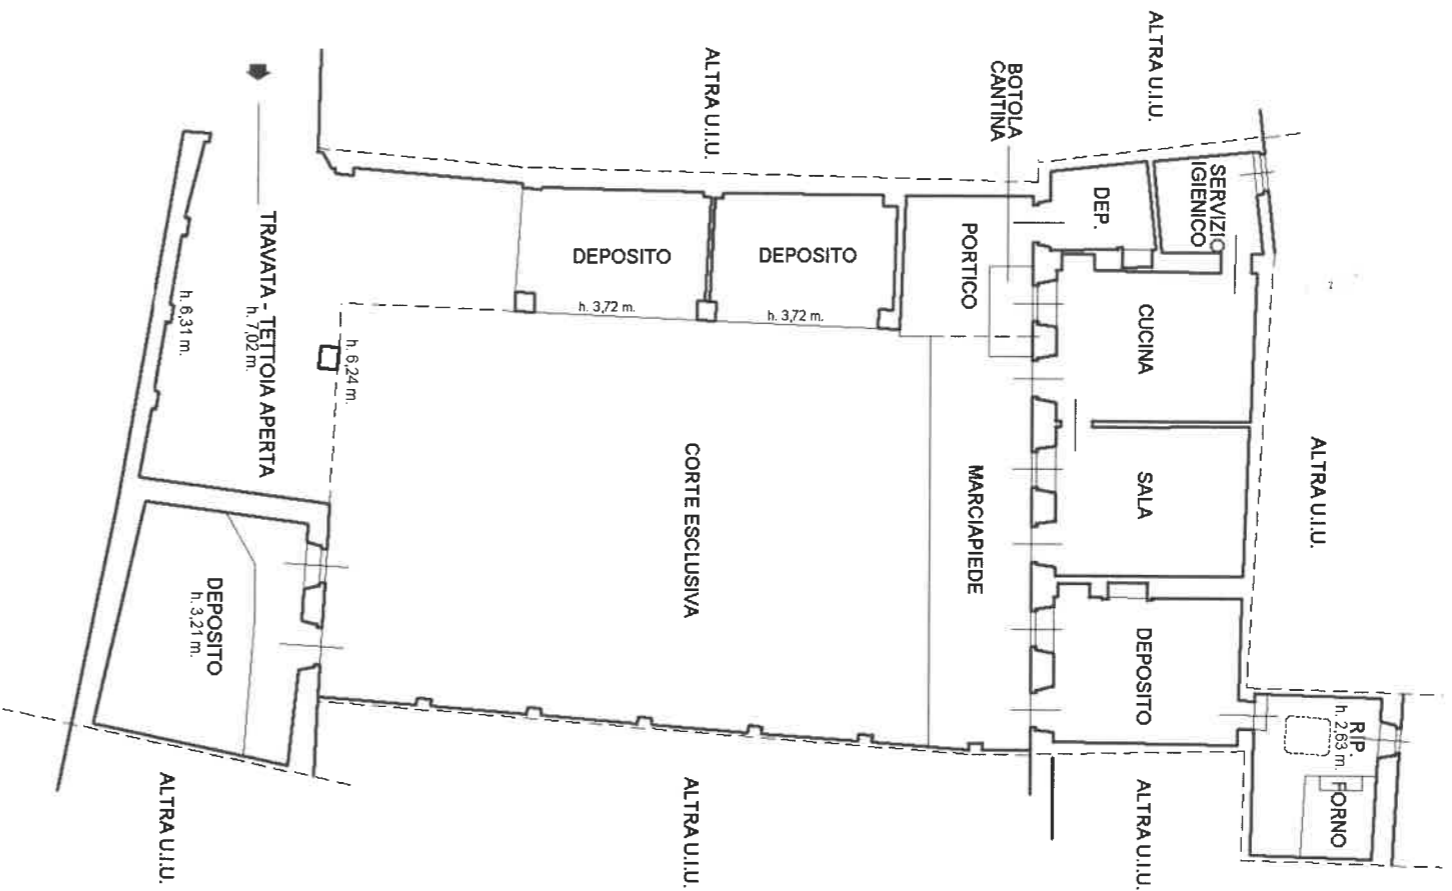 ALTRA U.I.U.
ALTRA U.I.U.
BOTOLA
CANTINA
SERVIZIO
IGIENICO
DEP.
PORTICO
DEPOSITO
h. 3,72 m.
DEPOSITO
h. 3,72 m.
TRAVATA - TETTOIA APERTA
h. 7,02 m.
h. 6,31 m.
h. 6,24 m.
CUCINA
CORTE ESCLUSIVA
MARCIAPIEDE
SALA
ALTRA U.I.U.
DEPOSITO
h. 3,21 m.
DEPOSITO
RIP.
h. 2,63 m.
FORNO
ALTRA U.I.U.
ALTRA U.I.U.
ALTRA U.I.U.